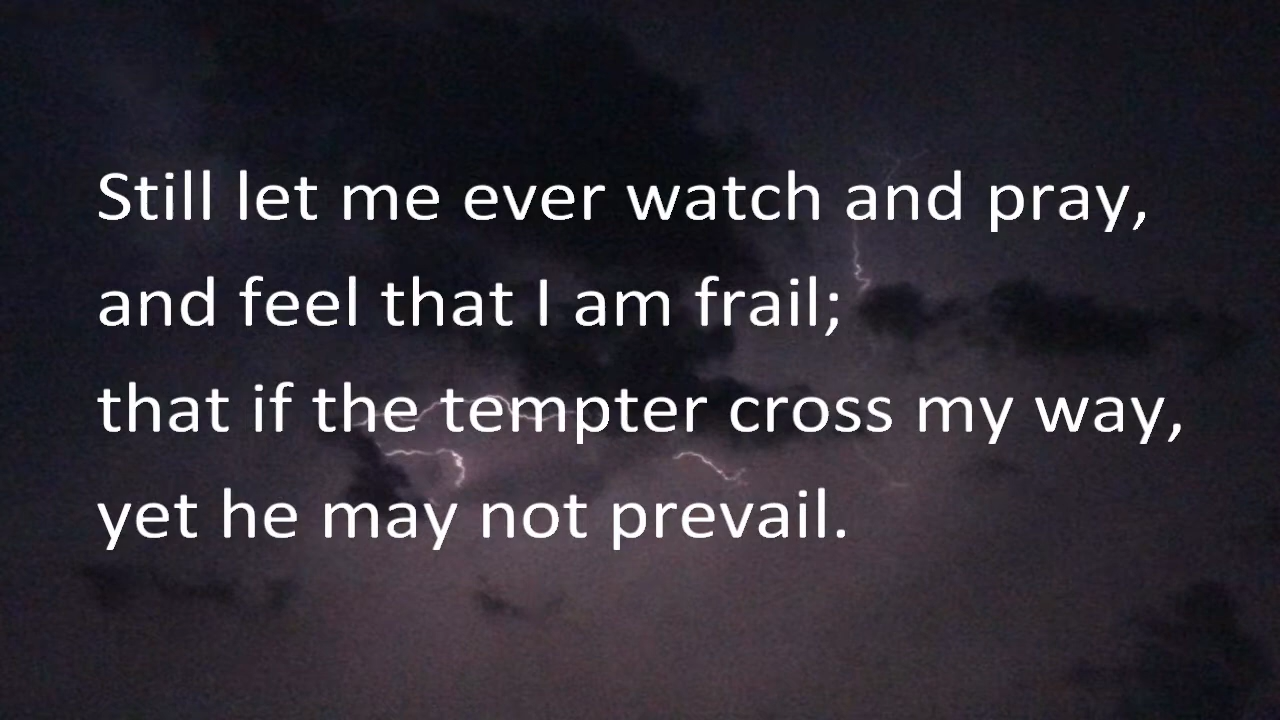 Still let me ever watch and pray,
and feel that I am frail;
that if the tempter cross my way,
yet he may not prevail.